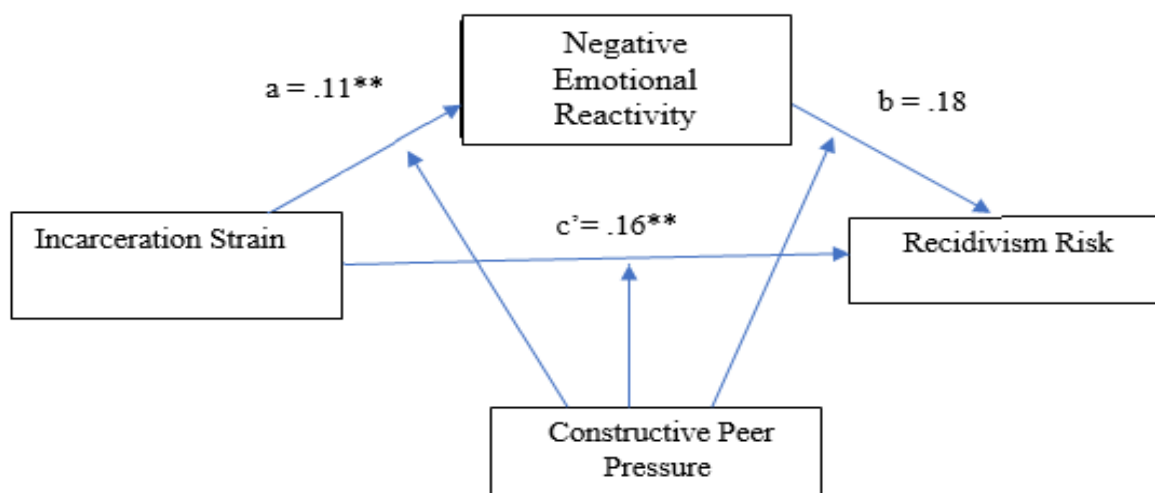 Negative
Emotional
Reactivity
a = .11**
b = .18
Incarceration Strain
c’= .16**
Recidivism Risk
Constructive Peer
Pressure